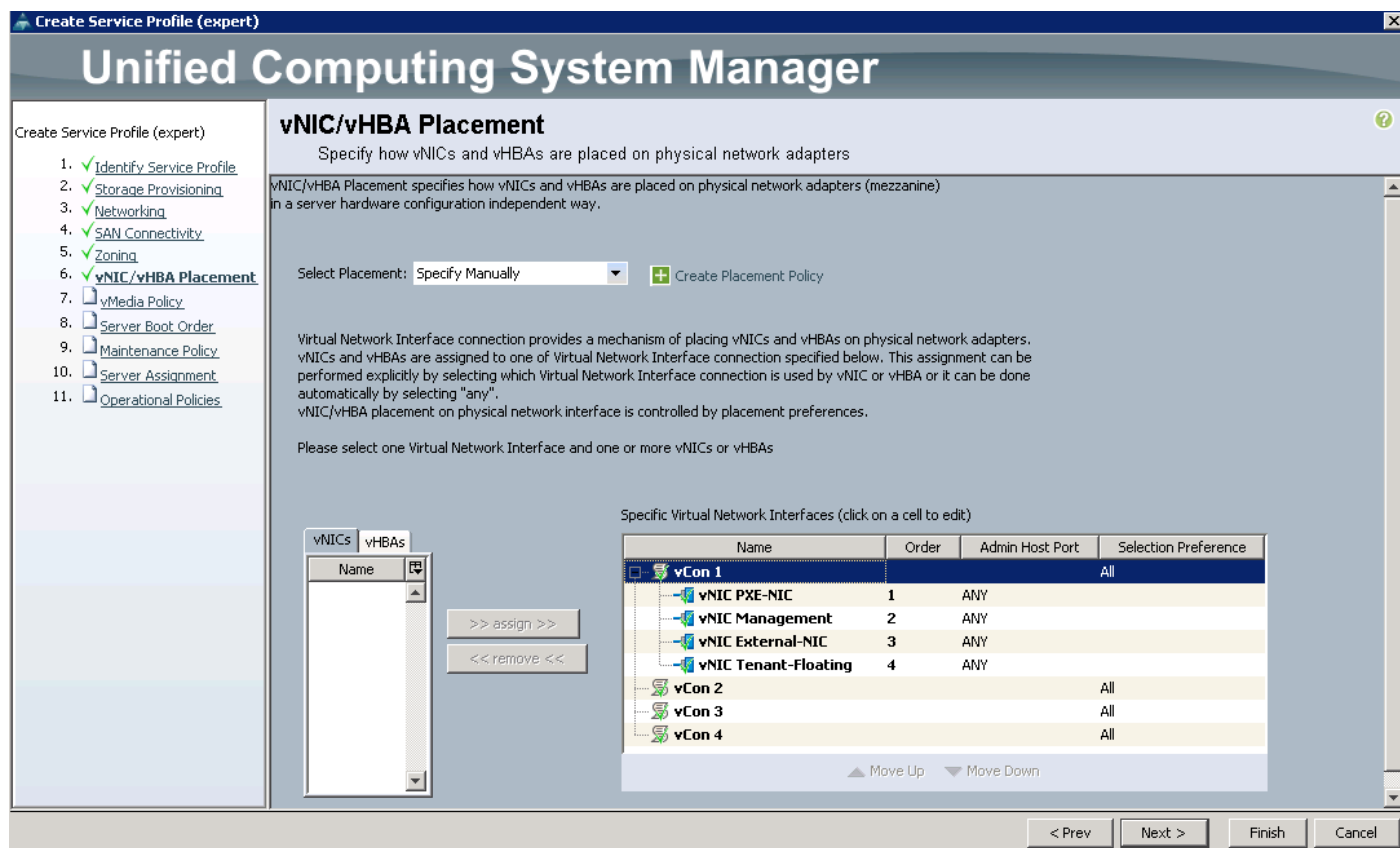 Create Service Profile (expert)
Unified Computing System Manager
Create Service Profile (expert)
1. Identify Service Profile
2. Storage Provisioning
3. Networking
4. SAN Connectivity
5. Zoning
6. vNIC/vHBA Placement
7. vMedia Policy
8. Server Boot Order
9. Maintenance Policy
10. Server Assignment
11. Operational Policies
vNIC/vHBA Placement
Specify how vNICs and vHBAs are placed on physical network adapters
vNIC/vHBA Placement specifies how vNICs and vHBAs are placed on physical network adapters (mezzanine)
in a server hardware configuration independent way.
Select Placement: Specify Manually Create Placement Policy
Virtual Network Interface connection provides a mechanism of placing vNICs and vHBAs on physical network adapters.
vNICs and vHBAs are assigned to one of Virtual Network Interface connection specified below. This assignment can be
performed explicitly by selecting which Virtual Network Interface connection is used by vNIC or vHBA or it can be done
automatically by selecting "any".
vNIC/vHBA placement on physical network interface is controlled by placement preferences.
Please select one Virtual Network Interface and one or more vNICs or vHBAs
vNICs vHBAs
Name
>> assign >>
<< remove <<
Specific Virtual Network Interfaces (click on a cell to edit)
Name Order Admin Host Port Selection Preference
vCon 1 All
vNIC PXE-NIC 1 ANY
vNIC Management 2 ANY
vNIC External-NIC 3 ANY
vNIC Tenant-Floating 4 ANY
vCon 2 All
vCon 3 All
vCon 4 All
Move Up Move Down
< Prev Next > Finish Cancel